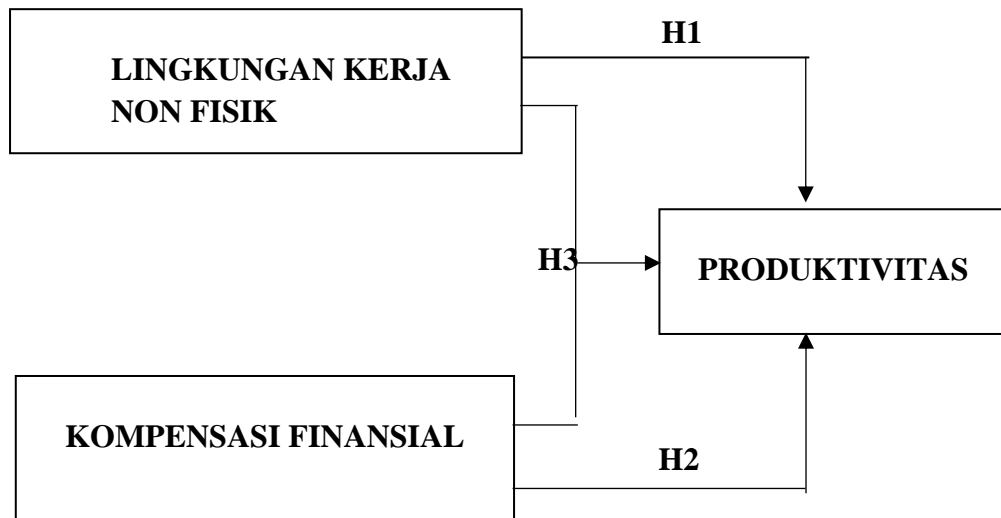 H1
LINGKUNGAN KERJA
NON FISIK
H3
PRODUKTIVITAS
KOMPENSASI FINANSIAL
H2